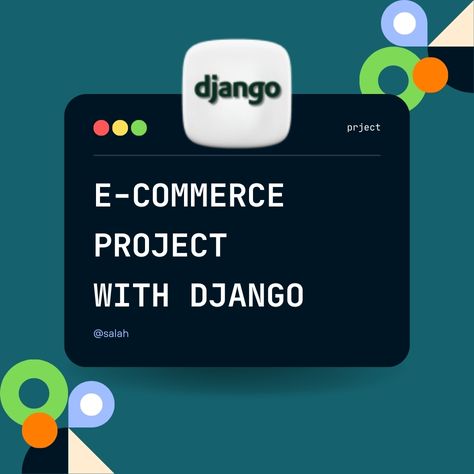 django
prject
E-COMMERCE
PROJECT
WITH DJANGO
@salah